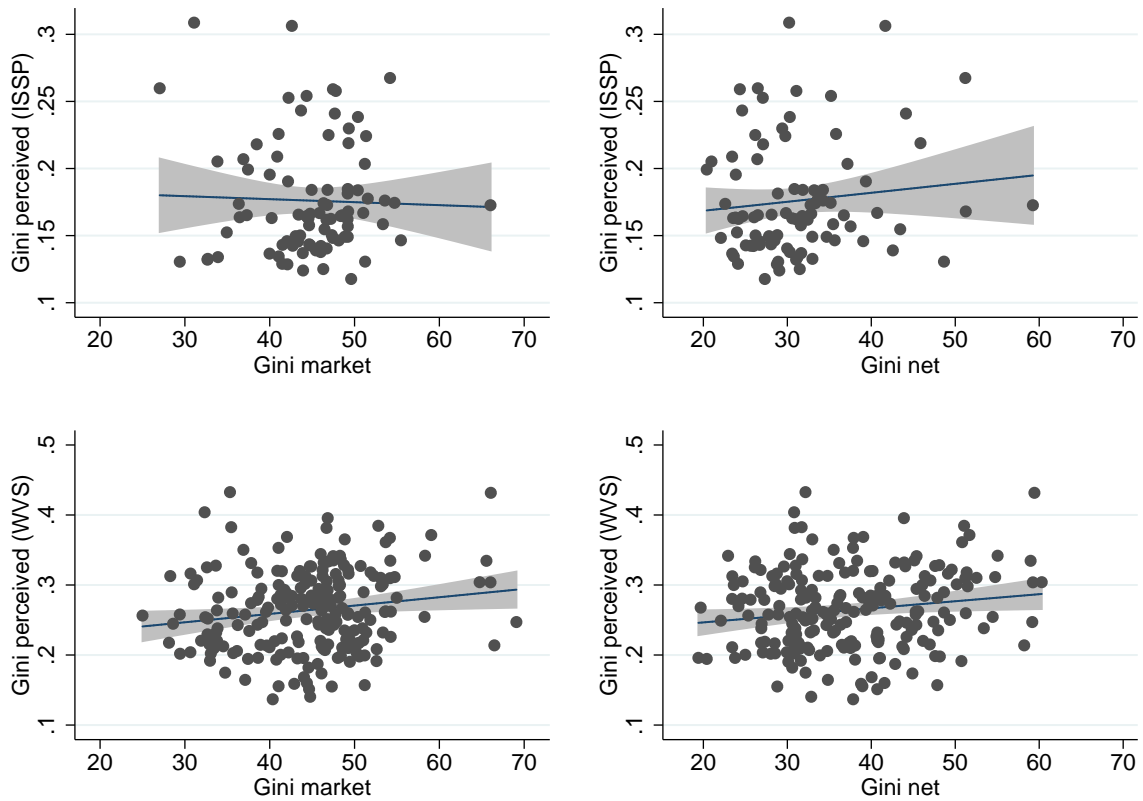 Gini perceived (ISSP)
.3
.25
.2
.15
.1
20 30 40 50 60 70
Gini market
Gini perceived (ISSP)
.3
.25
.2
.15
.1
20 30 40 50 60 70
Gini net
Gini perceived (WVS)
.5
.4
.3
.2
.1
20 30 40 50 60 70
Gini market
Gini perceived (WVS)
.5
.4
.3
.2
.1
20 30 40 50 60 70
Gini net